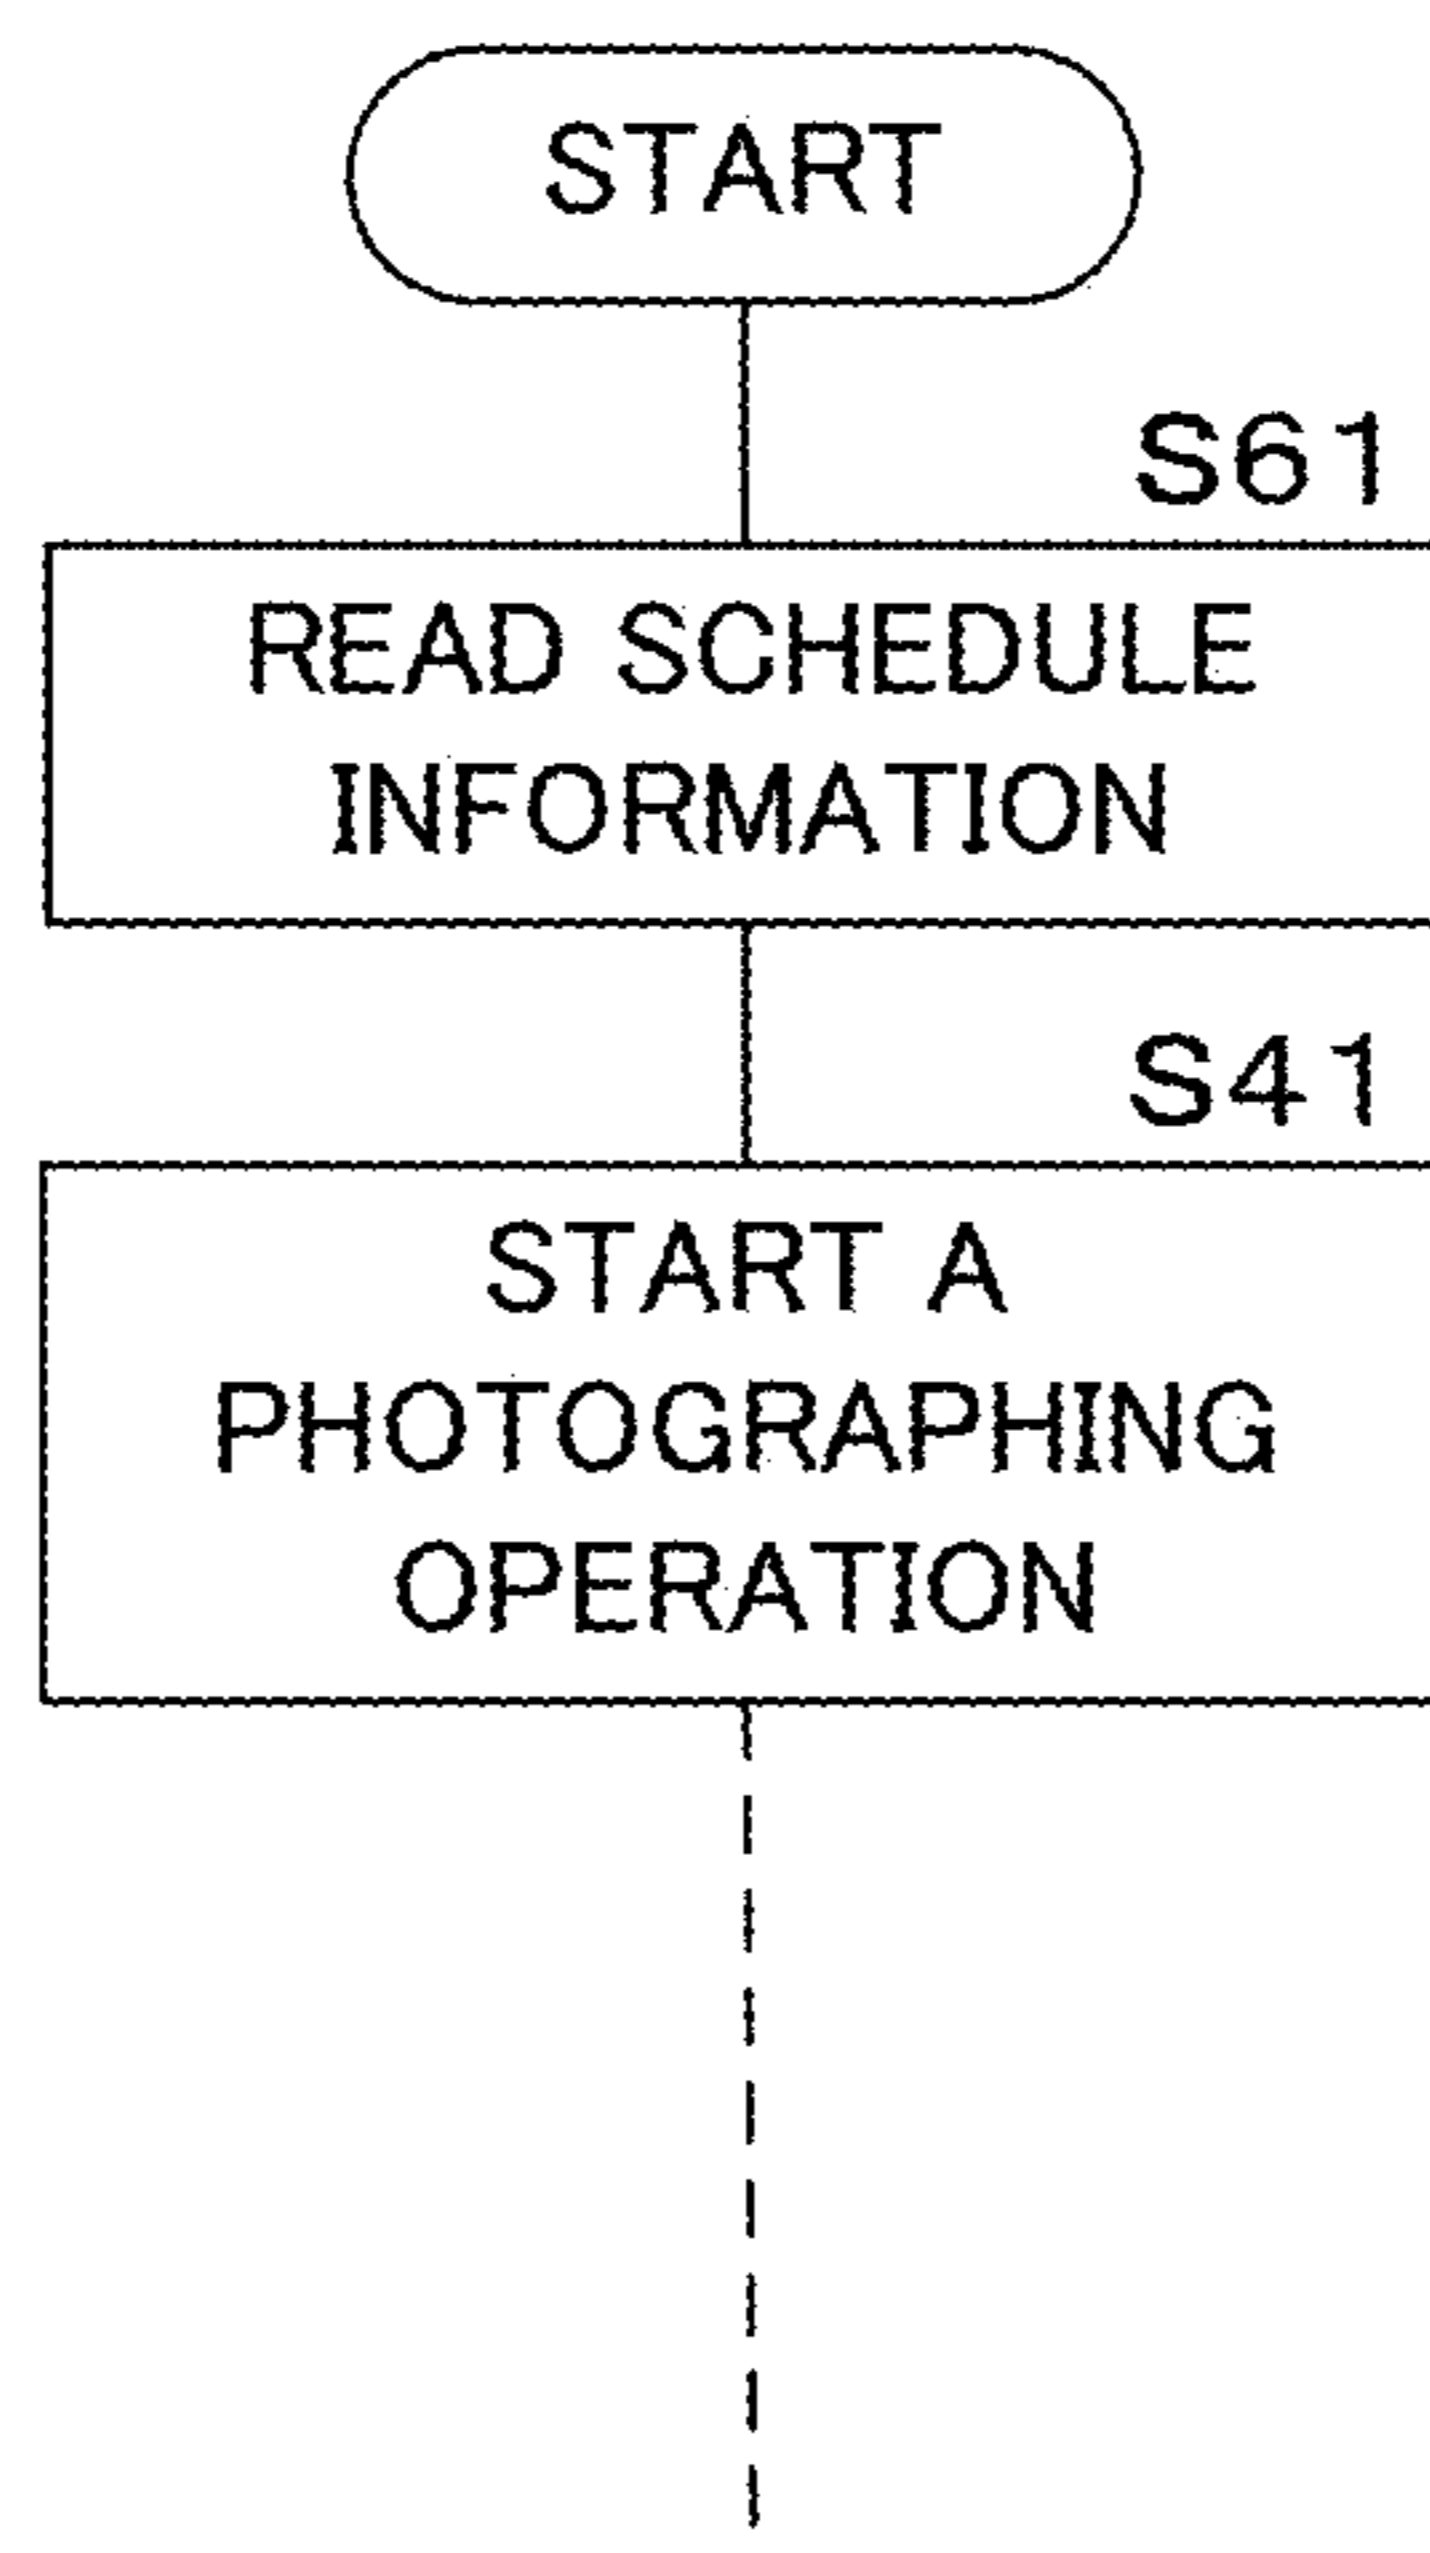 START
S61
READ SCHEDULE
INFORMATION
S41
START A
PHOTOGRAPHING
OPERATION